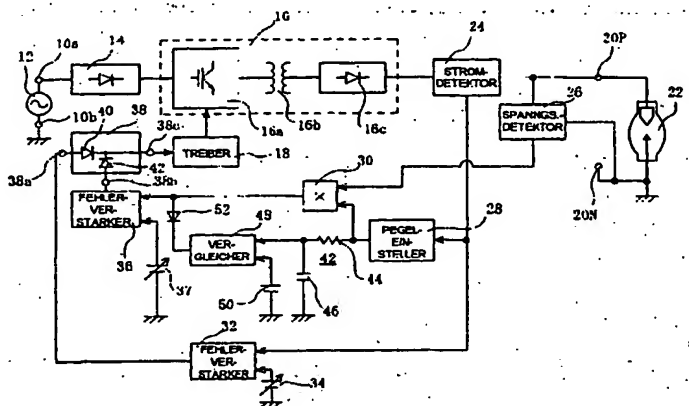 16
24
14
10a
12
10b
STROM-
DETEKTOR
20P
26
22
16a
16b
16c
SPANNGS.
DETEKTOR
40
38
38c
TREIBER
18
42
38a
38b
30
X
20N
FEHLER-
VER-
STÄRKER
36
52
VER-
GLEICHER
49
PEGEL-
EIN-
STELLER
28
42
44
37
50
46
32
FEHLER-
VER-
STÄRKER
34